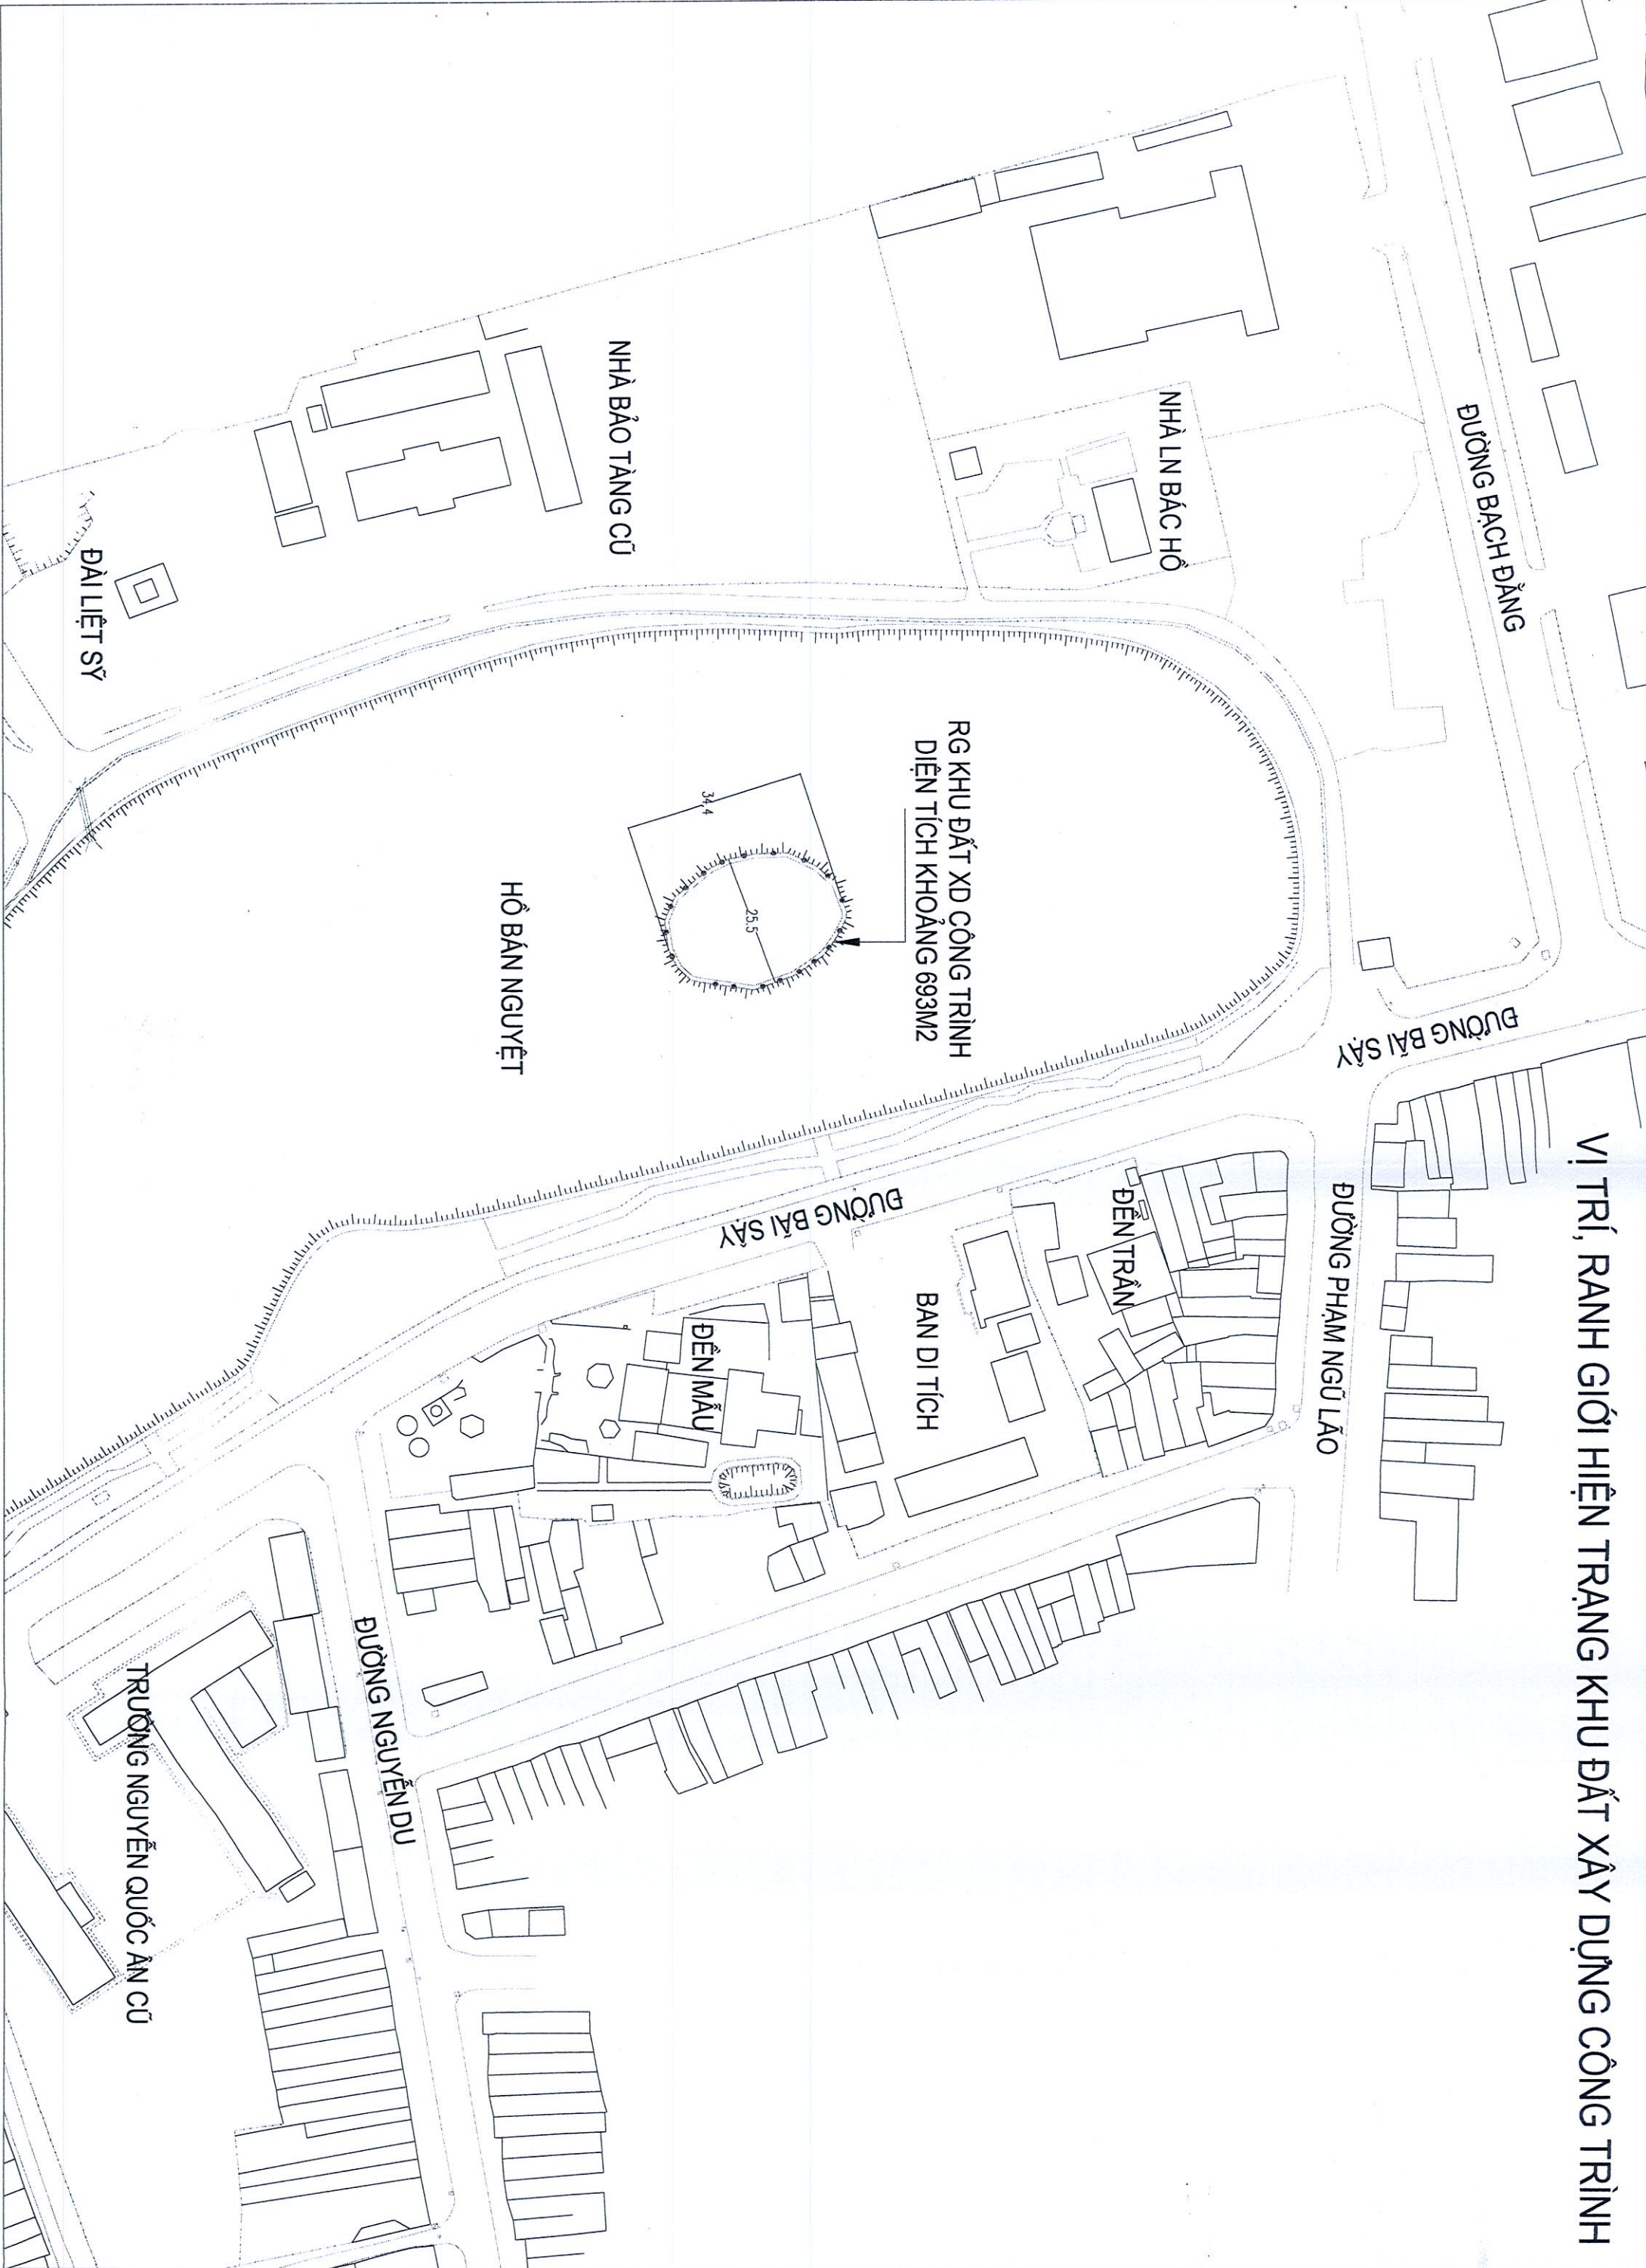 VỊ TRÍ, RANH GIỚI HIỆN TRẠNG KHU ĐẤT XÂY DỰNG CÔNG TRÌNH
ĐƯỜNG BẠCH ĐẰNG
ĐƯỜNG BÃI SẬY
ĐƯỜNG PHẠM NGŨ LÃO
NHÀ LN BÁC HỒ
ĐỀN TRẦN
RG KHU ĐẤT XD CÔNG TRÌNH
DIỆN TÍCH KHOẢNG 693M2
BAN DI TÍCH
ĐƯỜNG BÃI SẬY
34.4
25.5
NHÀ BẢO TÀNG CŨ
ĐỀN MẪU
HỒ BÁN NGUYỆT
ĐƯỜNG NGUYỄN DU
ĐÀI LIỆT SỸ
TRƯỜNG NGUYỄN QUỐC ÂN CŨ